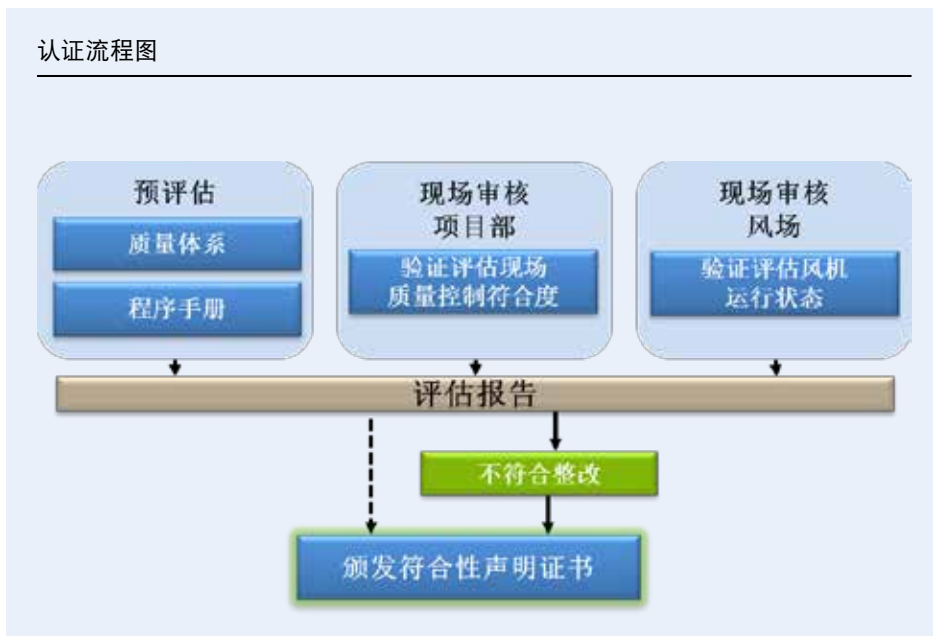 认证流程图
预评估
质量体系
程序手册
现场审核
项目部
验证评估现场
质量控制符合度
现场审核
风场
验证评估风机
运行状态
评估报告
不符合整改
颁发符合性声明证书